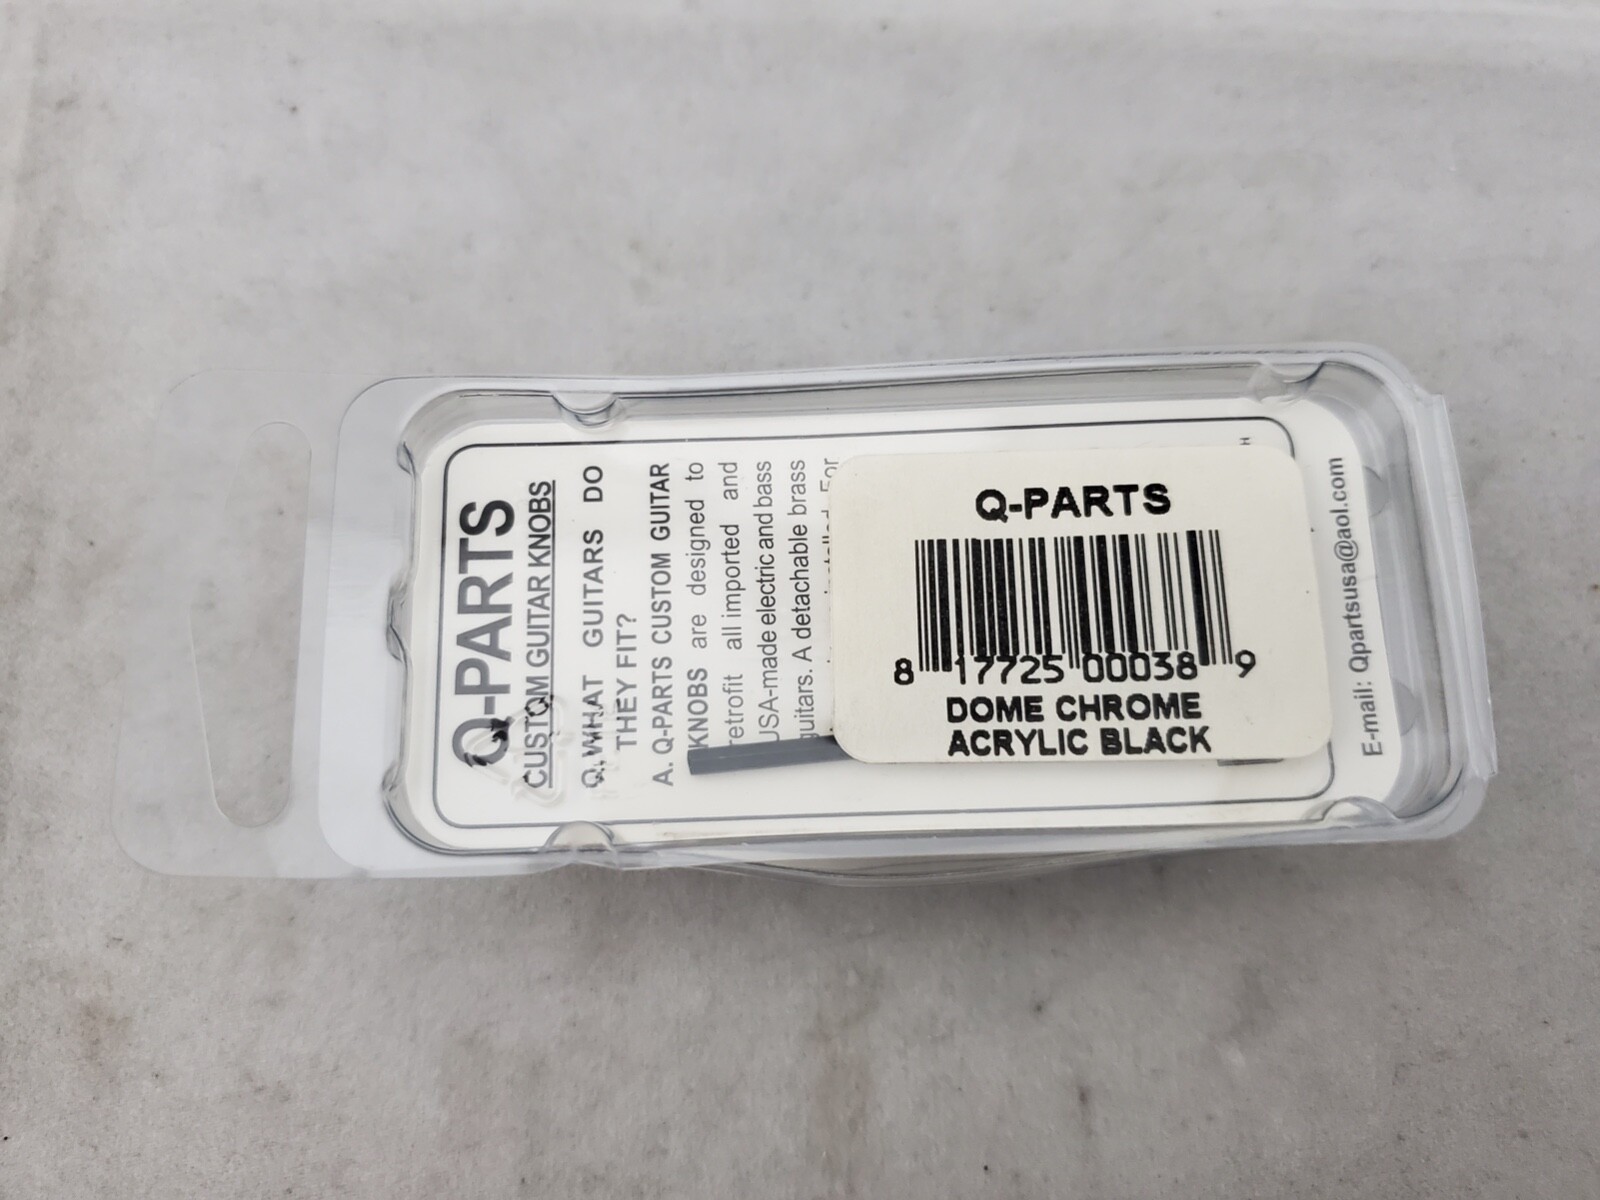 Q-PARTS
CUSTOM GUITAR KNOBS
Q. WHAT GUITARS DO
THEY FIT?
A. Q-PARTS CUSTOM GUITAR
KNOBS are designed to
retrofit all imported and
USA-made electric and bass
guitars. A detachable brass
For
E-mail: Qpartsusa@aol.com
Q-PARTS
8 17725 00038 9
DOME CHROME
ACRYLIC BLACK